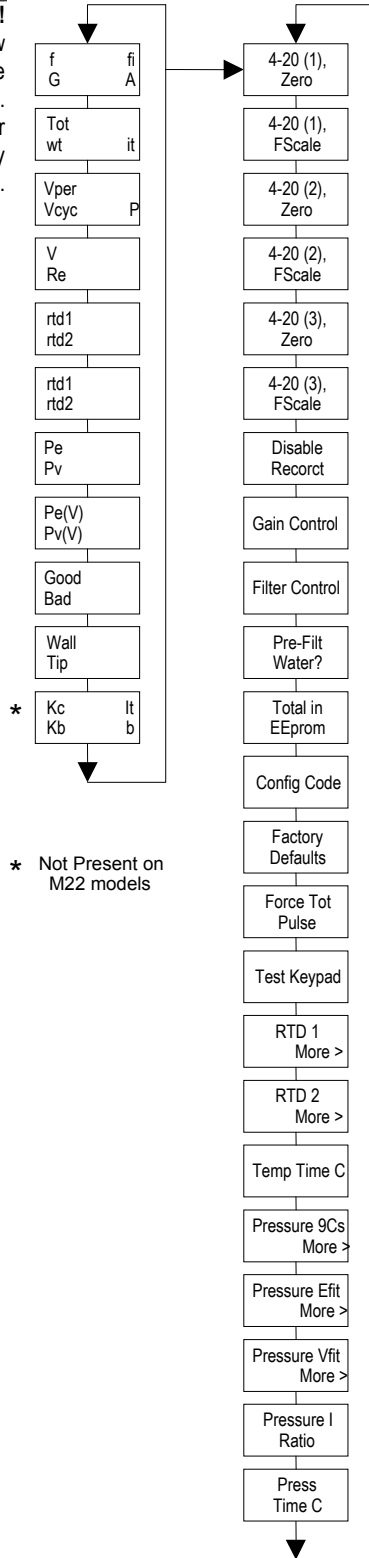 !
w
e
.
r
y
.
f fi
G A
Tot
wt it
Vper
Vcyc P
V
Re
rtd1
rtd2
rtd1
rtd2
Pe
Pv
Pe(V)
Pv(V)
Good
Bad
Wall
Tip
* Kc It
Kb b
* Not Present on
M22 models
4-20 (1),
Zero
4-20 (1),
FScale
4-20 (2),
Zero
4-20 (2),
FScale
4-20 (3),
Zero
4-20 (3),
FScale
Disable
Recorct
Gain Control
Filter Control
Pre-Filt
Water?
Total in
EEprom
Config Code
Factory
Defaults
Force Tot
Pulse
Test Keypad
RTD 1
More >
RTD 2
More >
Temp Time C
Pressure 9Cs
More >
Pressure Efit
More >
Pressure Vfit
More >
Pressure I
Ratio
Press
Time C